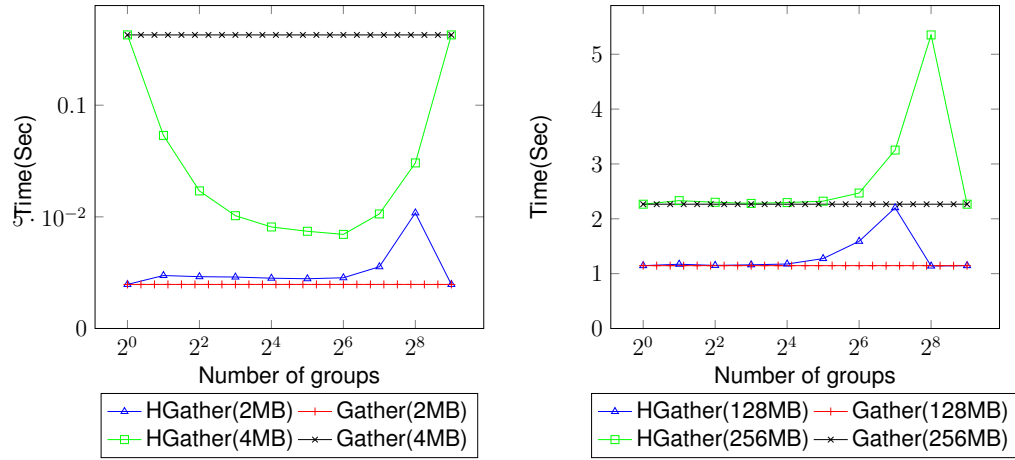 0.1
5 · 10−2
0
Time(Sec)
2^0 2^2 2^4 2^6 2^8
Number of groups
HGather(2MB) Gather(2MB)
HGather(4MB) Gather(4MB)
5
4
3
2
1
0
Time(Sec)
2^0 2^2 2^4 2^6 2^8
Number of groups
HGather(128MB) Gather(128MB)
HGather(256MB) Gather(256MB)